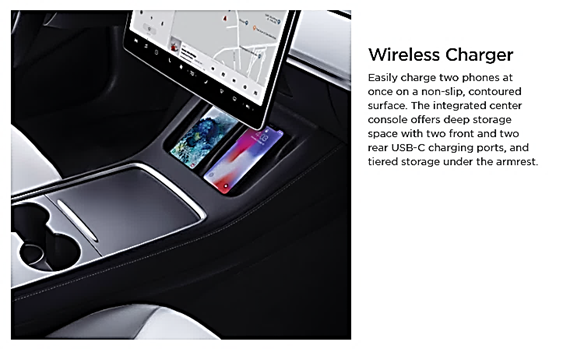 Wireless Charger
Easily charge two phones at
once on a non-slip, contoured
surface. The integrated center
console offers deep storage
space with two front and two
rear USB-C charging ports, and
tiered storage under the armrest.